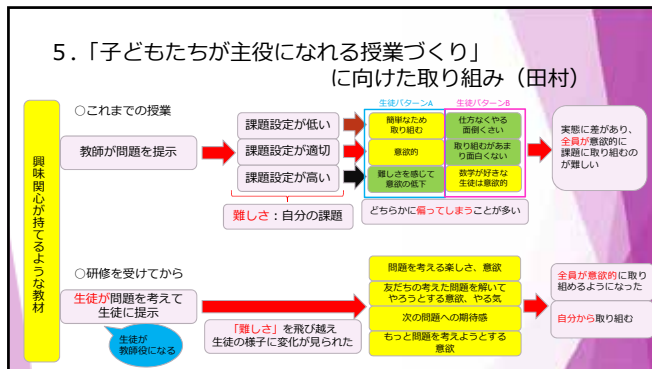 ５．「子どもたちが主役になれる授業づくり」
に向けた取り組み（田村）
興味関心が持てるような教材
○これまでの授業
教師が問題を提示
課題設定が低い
課題設定が適切
課題設定が高い
難しさ：自分の課題
生徒パターンA
簡単なため
取り組む
意欲的
難しさを感じて
意欲の低下
生徒パターンB
仕方なくやる
面倒くさい
取り組むがあま
り面白くない
数学が好きな
生徒は意欲的
どちらかに偏ってしまうことが多い
実態に差があり、
全員が意欲的に
課題に取り組むの
が難しい
○研修を受けてから
生徒が問題を考えて
生徒に提示
生徒が
教師役になる
「難しさ」を飛び越え
生徒の様子に変化が見られた
問題を考える楽しさ、意欲
友だちの考えた問題を解いて
やろうとする意欲、やる気
次の問題への期待感
もっと問題を考えようとする
意欲
全員が意欲的に取り
組めるようになった
自分から取り組む